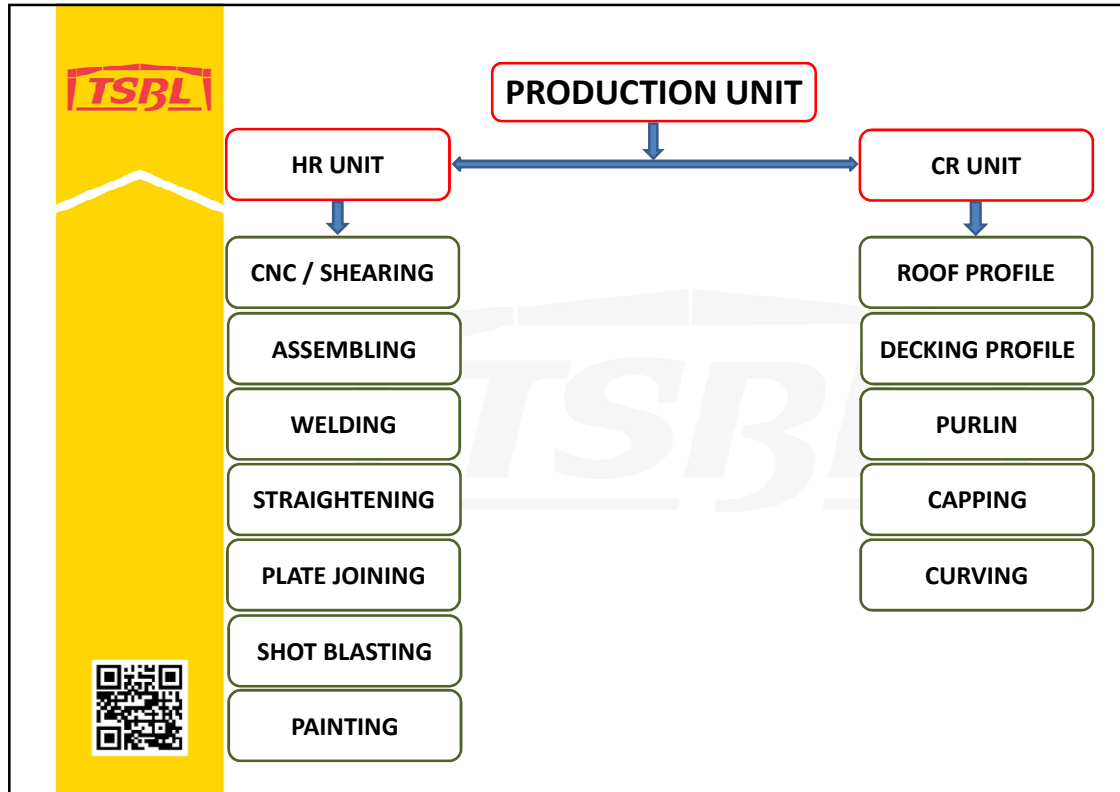 TSBL
PRODUCTION UNIT
HR UNIT
CR UNIT
CNC / SHEARING
ASSEMBLING
WELDING
STRAIGHTENING
PLATE JOINING
SHOT BLASTING
PAINTING
ROOF PROFILE
DECKING PROFILE
PURLIN
CAPPING
CURVING
TSBL